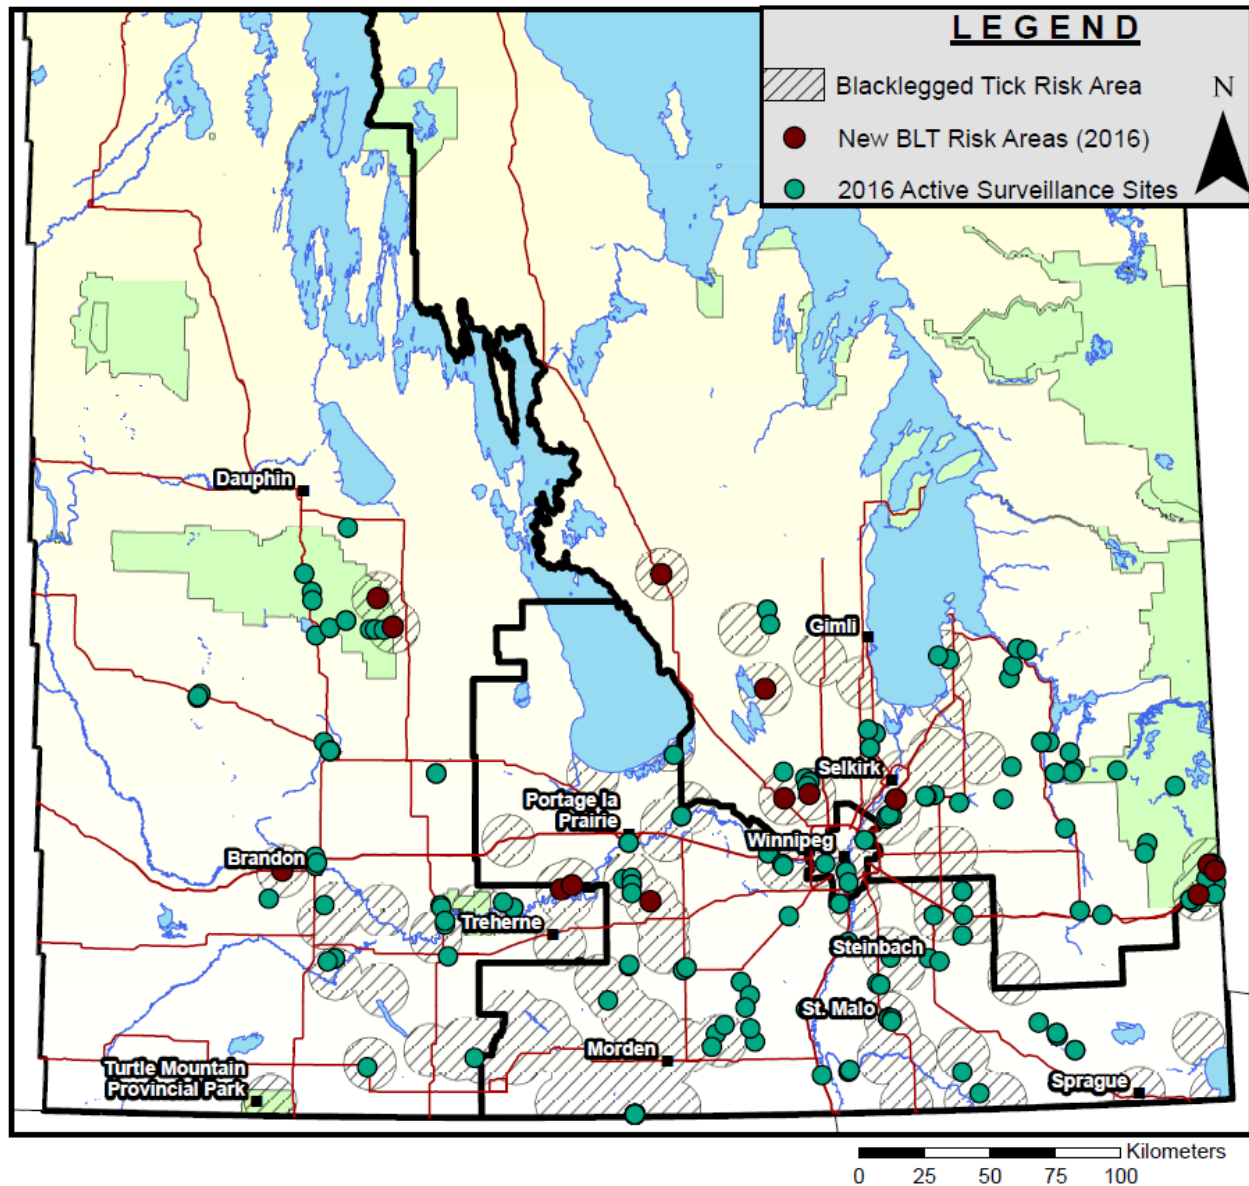 LEGEND
Blacklegged Tick Risk Area
N
New BLT Risk Areas (2016)
2016 Active Surveillance Sites
Dauphin
Gimli
Selkirk
Portage la
Prairie
Winnipeg
Brandon
Treherne
Steinbach
St. Malo
Morden
Turtle Mountain
Provincial Park
Sprague
Kilometers
0 25 50 75 100